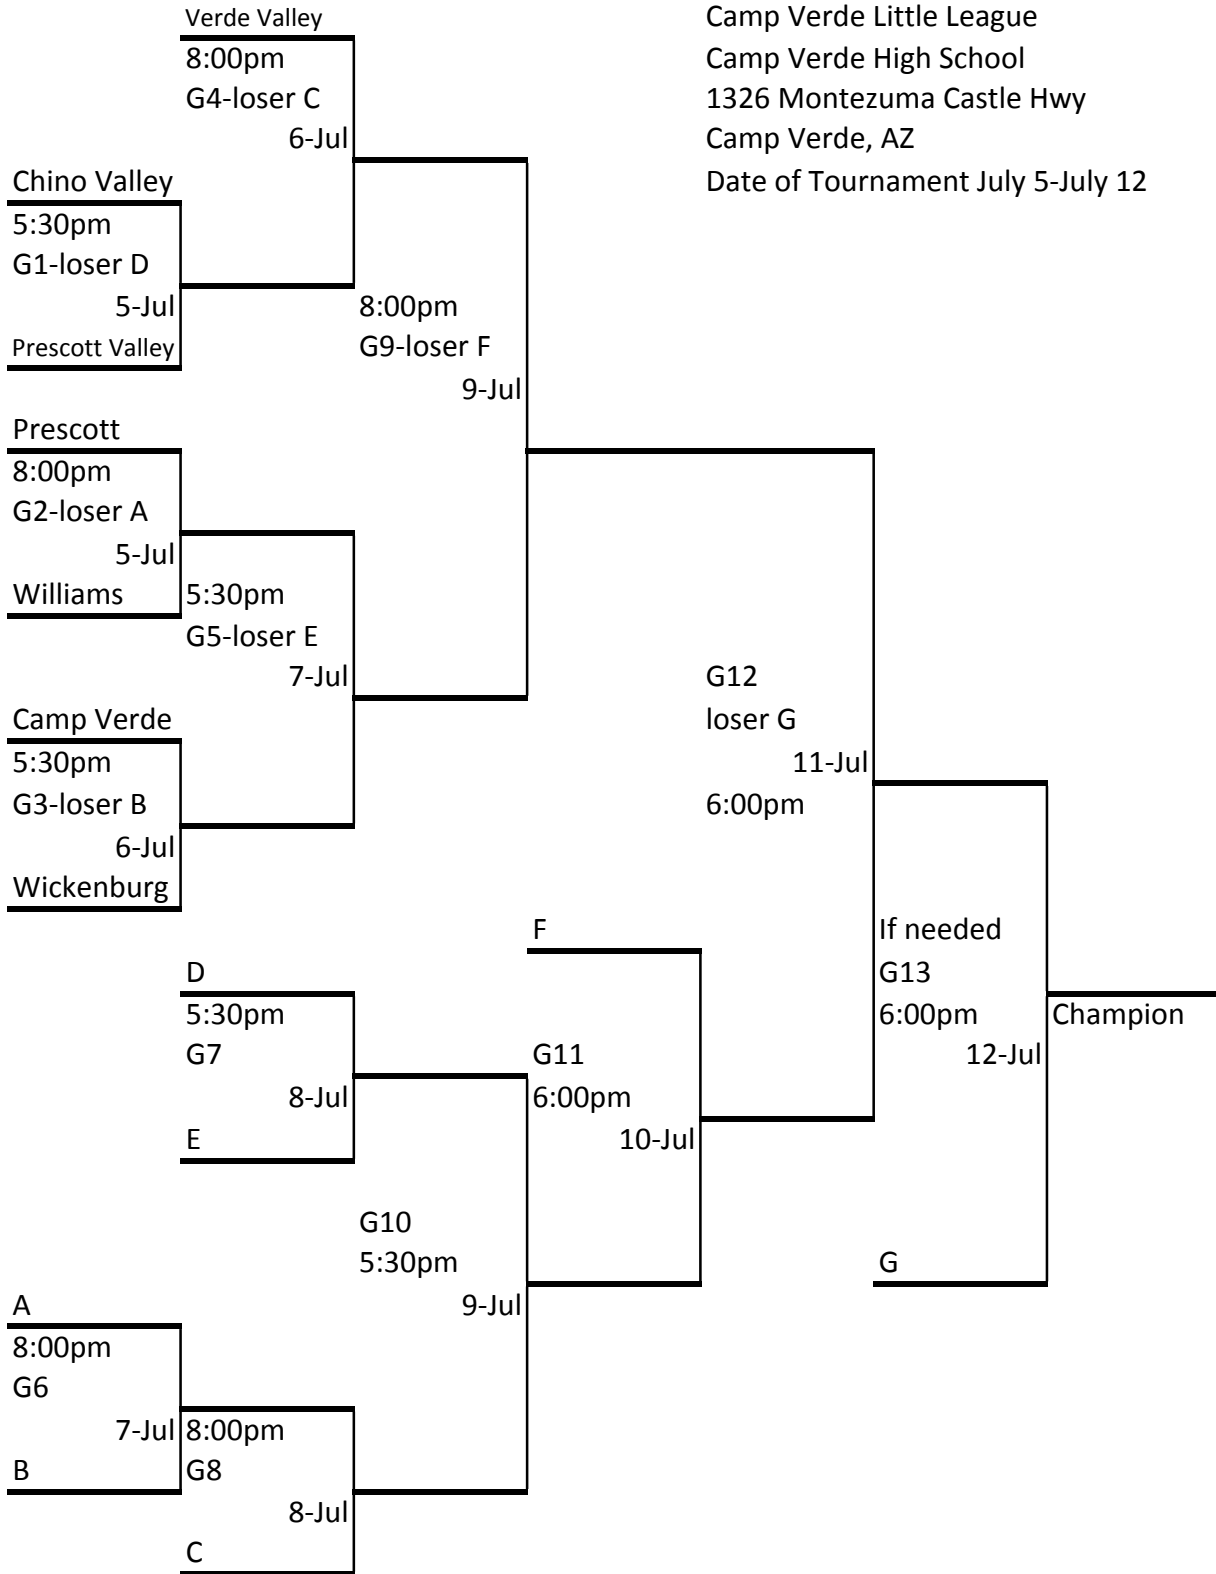 Verde Valley
Camp Verde Little League
8:00pm
Camp Verde High School
G4-loser C
1326 Montezuma Castle Hwy
6-Jul
Camp Verde, AZ
Chino Valley
Date of Tournament July 5-July 12
5:30pm
G1-loser D
5-Jul
8:00pm
Prescott Valley
G9-loser F
9-Jul
Prescott
8:00pm
G2-loser A
5-Jul
Williams
5:30pm
G5-loser E
7-Jul
G12
Camp Verde
loser G
5:30pm
11-Jul
G3-loser B
6:00pm
6-Jul
Wickenburg
F
If needed
D
G13
5:30pm
6:00pm
Champion
G7
G11
12-Jul
8-Jul
6:00pm
E
10-Jul
G10
5:30pm
G
A
9-Jul
8:00pm
G6
7-Jul
8:00pm
B
G8
8-Jul
C